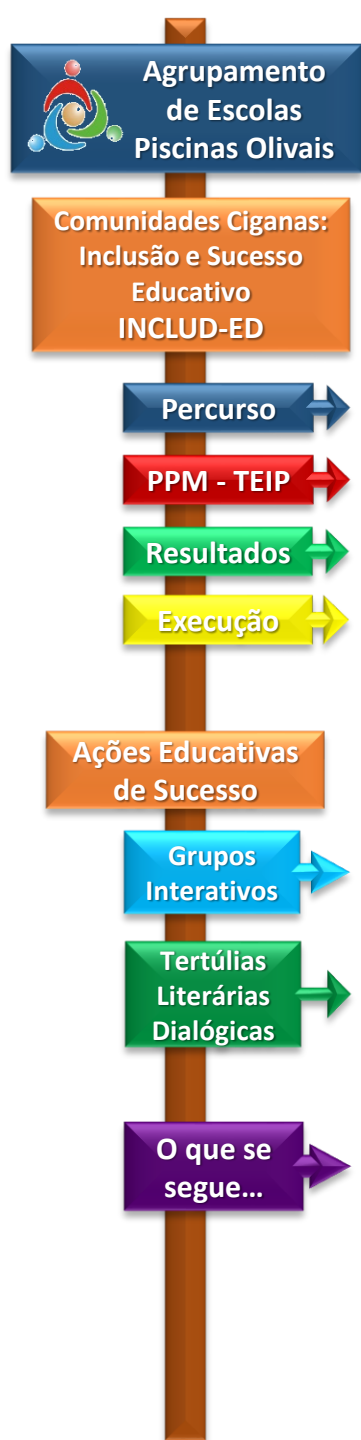 Agrupamento
de Escolas
Piscinas Olivais
Comunidades Ciganas:
Inclusão e Sucesso
Educativo
INCLUD-ED
Percurso
PPM - TEIP
Resultados
Execução
Ações Educativas
de Sucesso
Grupos
Interativos
Tertúlias
Literárias
Dialógicas
O que se
segue...